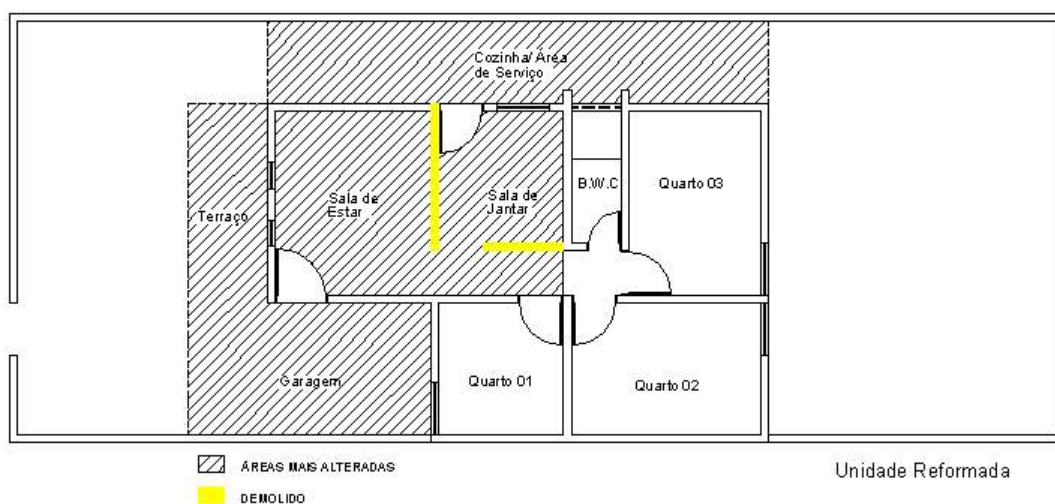 Cozinha/ Área
de Serviço
Sala de
Estar
Sala de
Jantar
B.W.C
Quarto 03
Terraço
Garagem
Quarto 01
Quarto 02
ÁREAS MAIS ALTERADAS
DEMOLIDO
Unidade Reformada